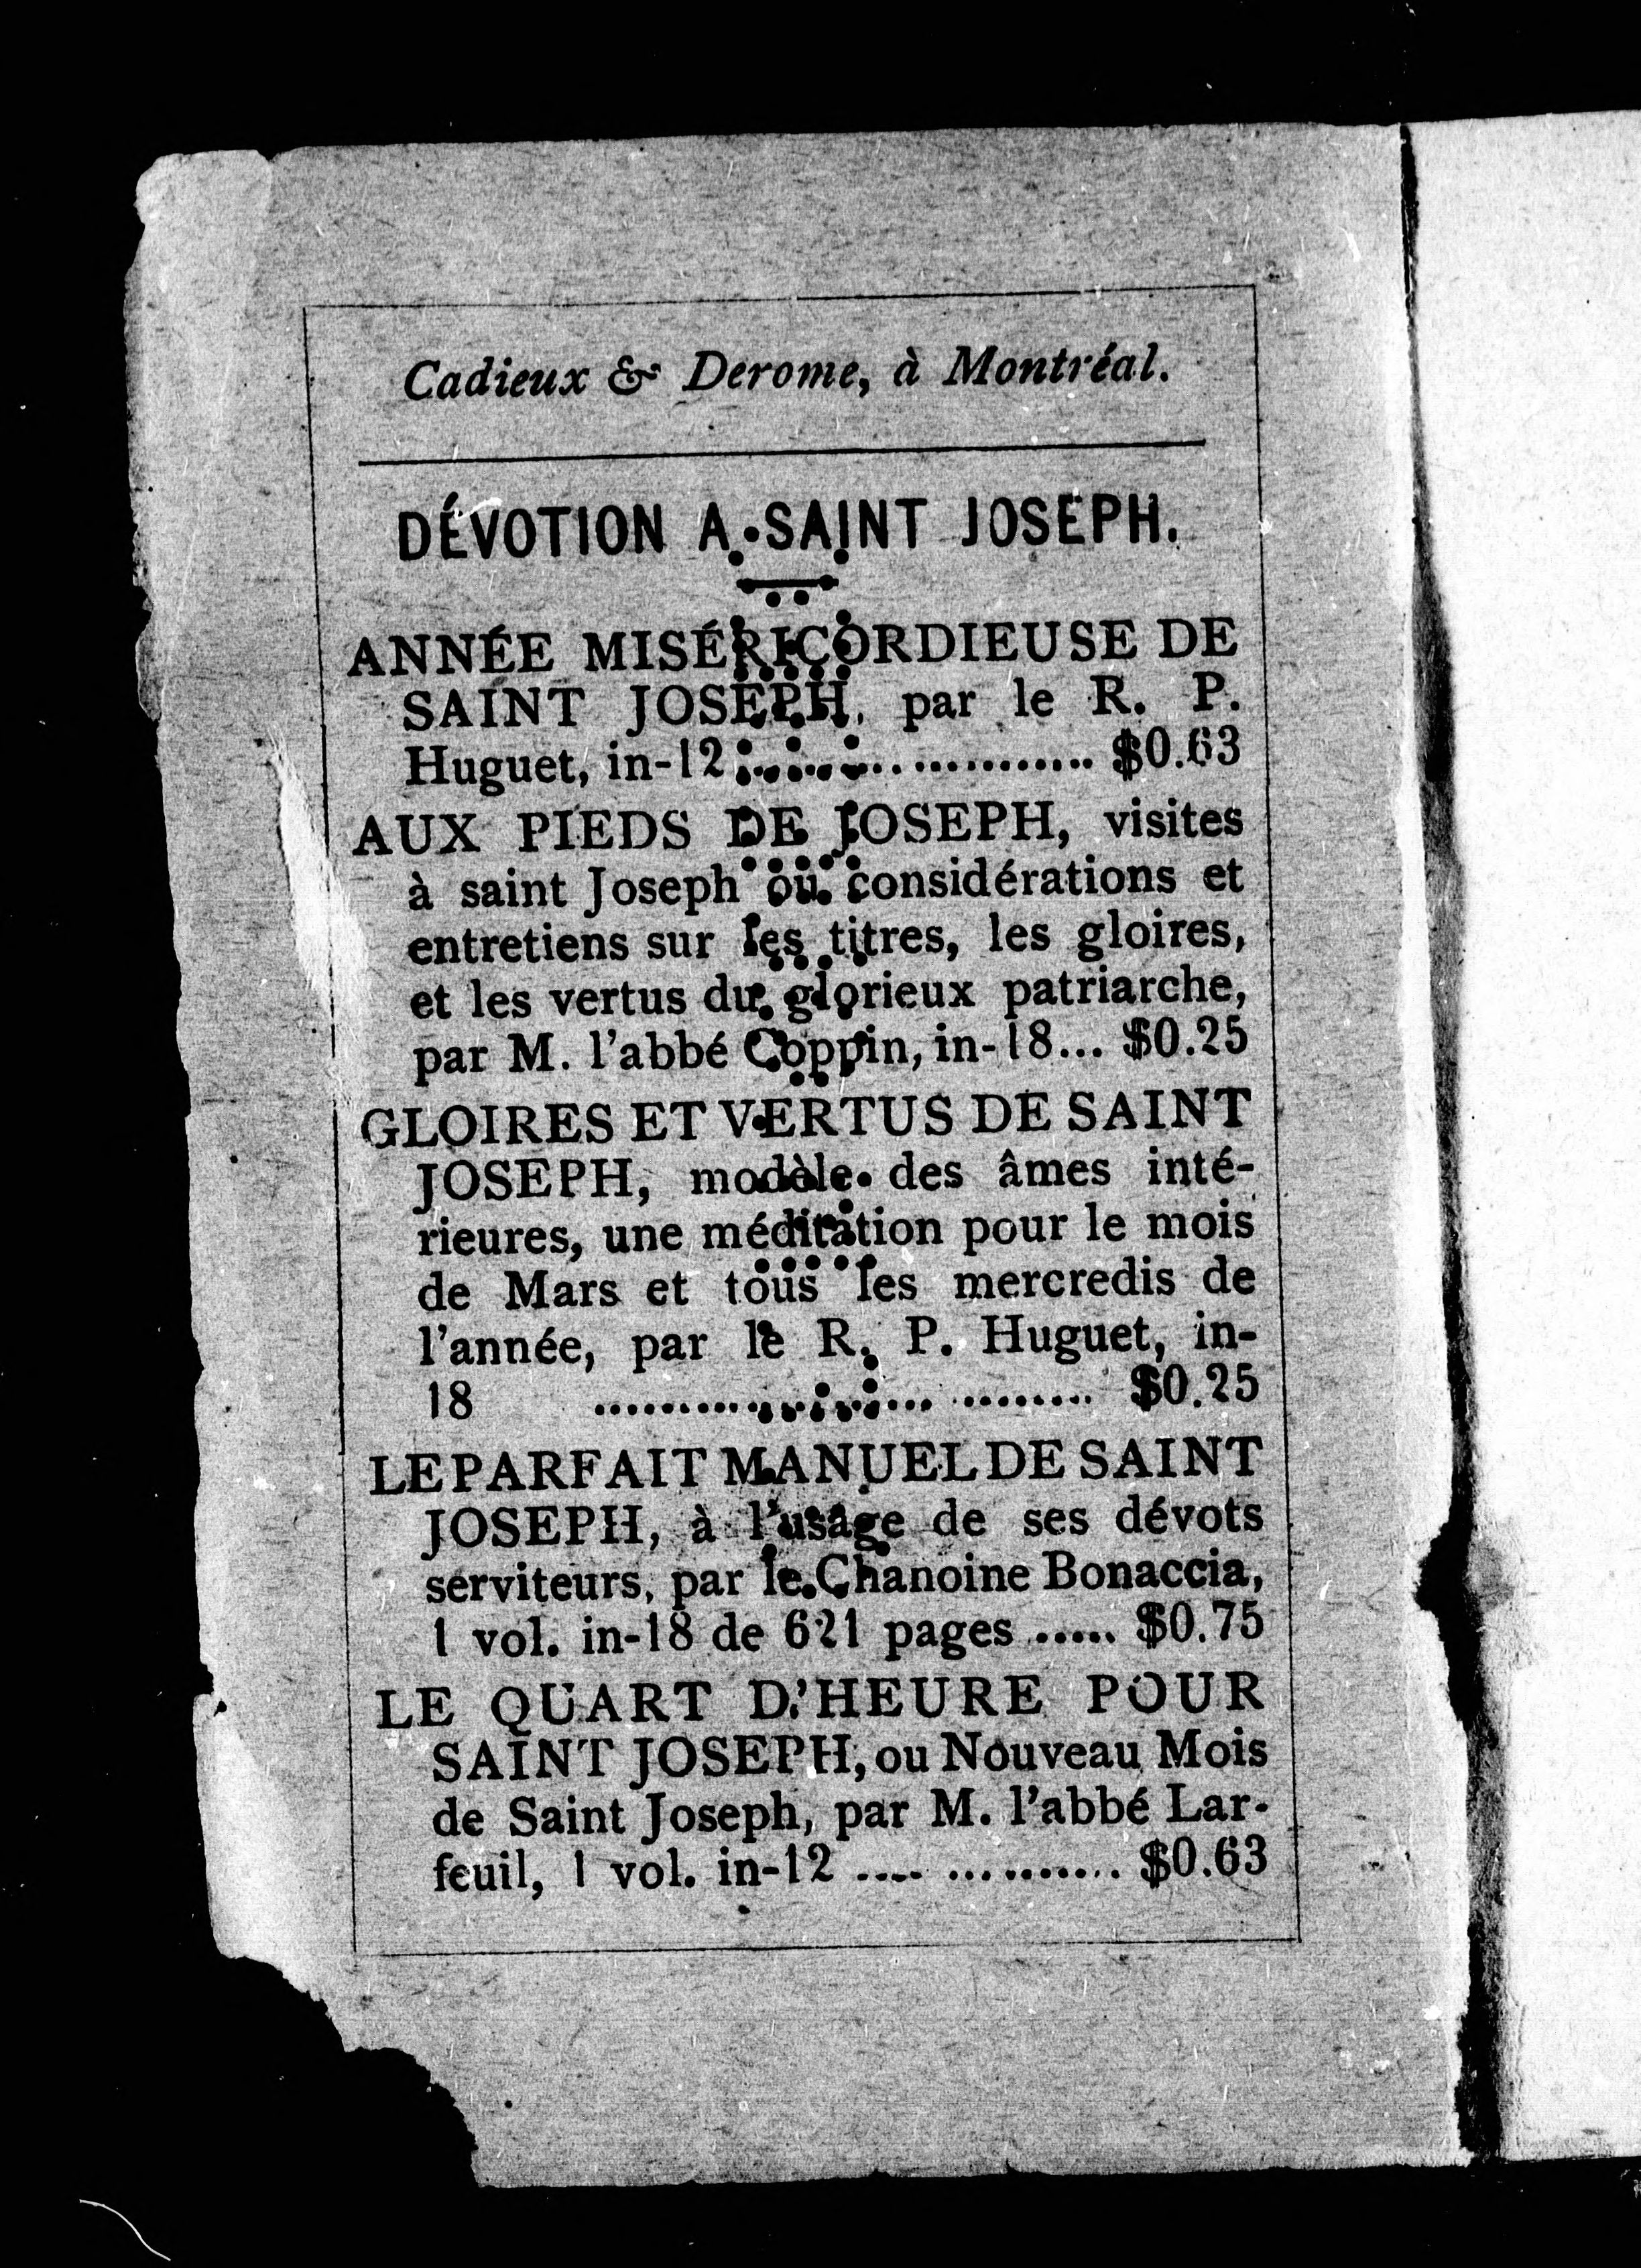 Cadieux & Derome, à Montréal.
DÉVOTION A SAINT JOSEPH.
ANNÉE MISÉRICORDIEUSE DE
SAINT JOSEPH, par le R. P.
Huguet, in-12........................ $0.63
AUX PIEDS DE JOSEPH, visites
à saint Joseph ou considérations et
entretiens sur les titres, les gloires,
et les vertus du glorieux patriarche,
par M. l'abbé Coppin, in-18... $0.25
GLOIRES ET VERTUS DE SAINT
JOSEPH, modèle des âmes inté-
rieures, une méditation pour le mois
de Mars et tous les mercredis de
l'année, par le R. P. Huguet, in-
18 ........................ ......... $0.25
LE PARFAIT MANUEL DE SAINT
JOSEPH, à l'usage de ses dévots
serviteurs, par le Chanoine Bonaccia,
1 vol. in-18 de 621 pages ..... $0.75
LE QUART D'HEURE POUR
SAINT JOSEPH, ou Nouveau Mois
de Saint Joseph, par M. l'abbé Lar-
feuil, 1 vol. in-12 .... .......... $0.63